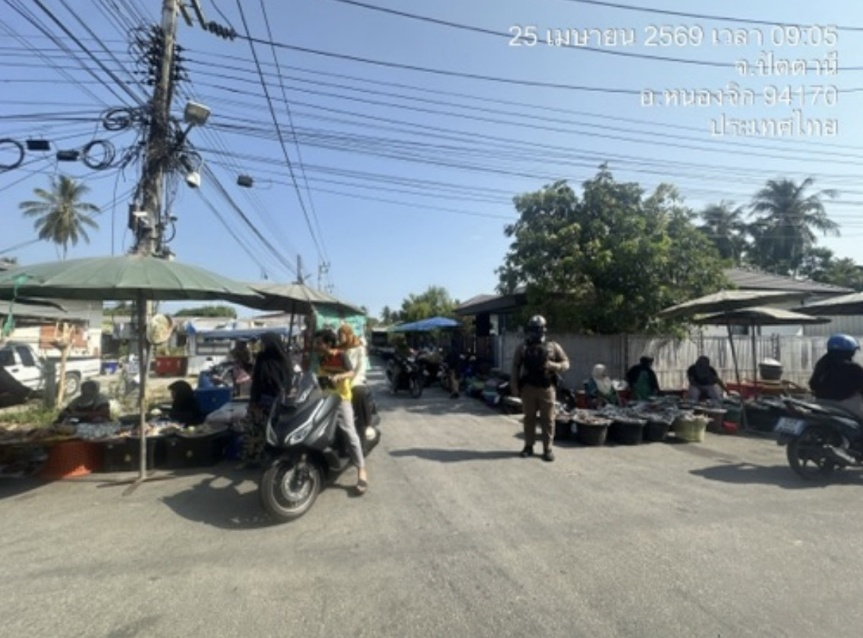 25 เมษายน 2569 เวลา 09:05
จ.ปัตตานี
อ.หนองจิก 94170
ประเทศไทย